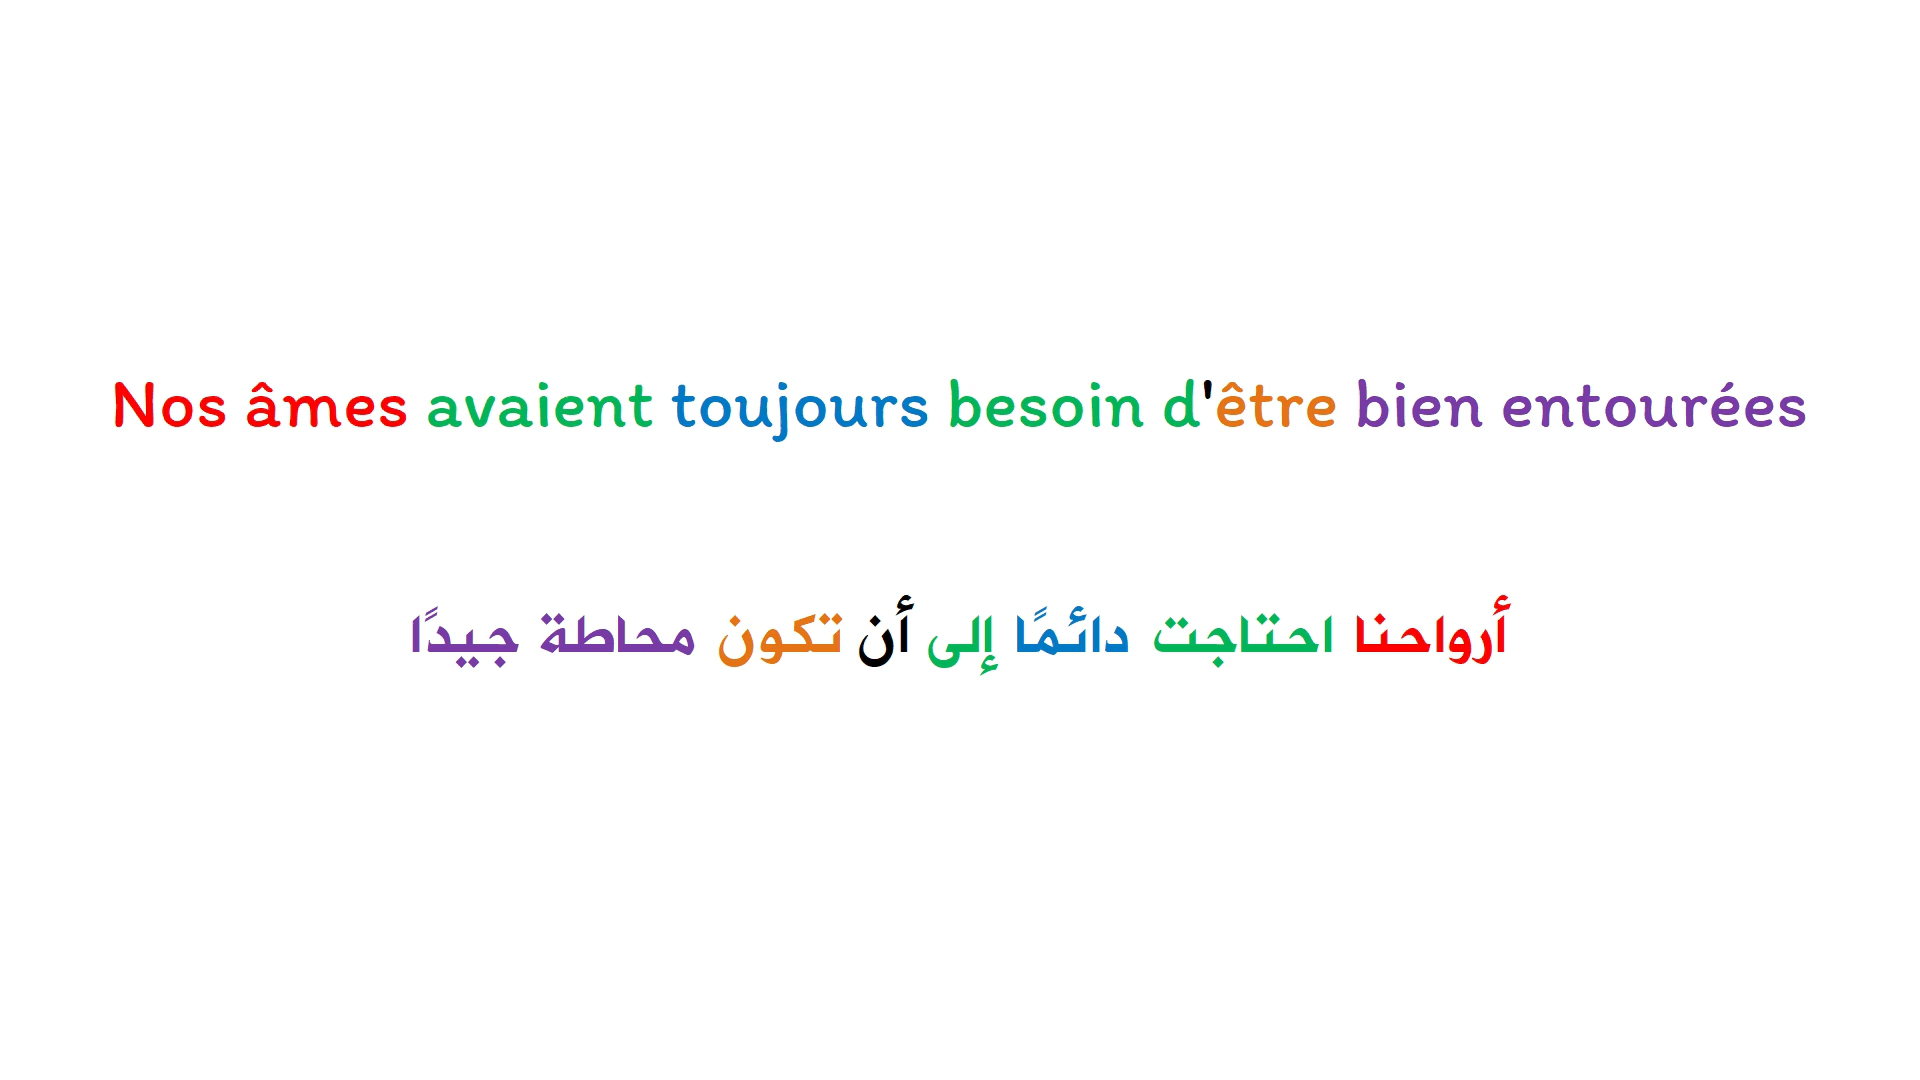 Nos âmes avaient toujours besoin d'être bien entourées
أرواحنا احتاجت دائمًا إلى أن تكون محاطة جيدًا